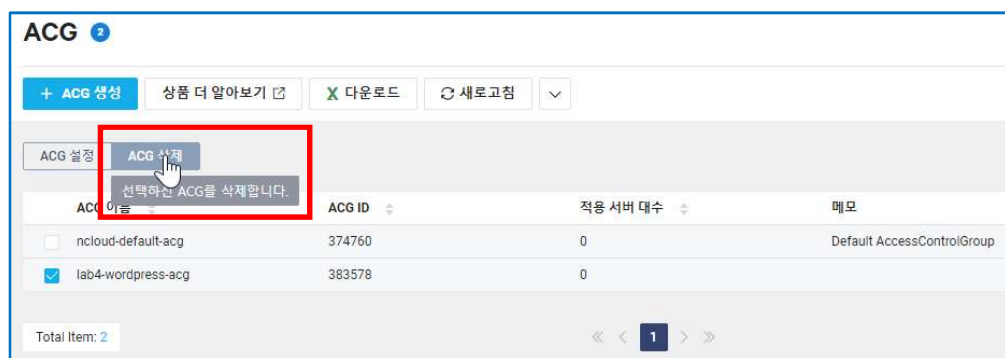 ACG 2
+ ACG 생성 상품 더 알아보기 다운로드 새로고침
ACG 설정 ACG 삭제
선택하신 ACG를 삭제합니다.
ACG 이름 ACG ID 적용 서버 대수 메모
ncloud-default-acg 374760 0 Default AccessControlGroup
lab4-wordpress-acg 383578 0
Total Item: 2 1